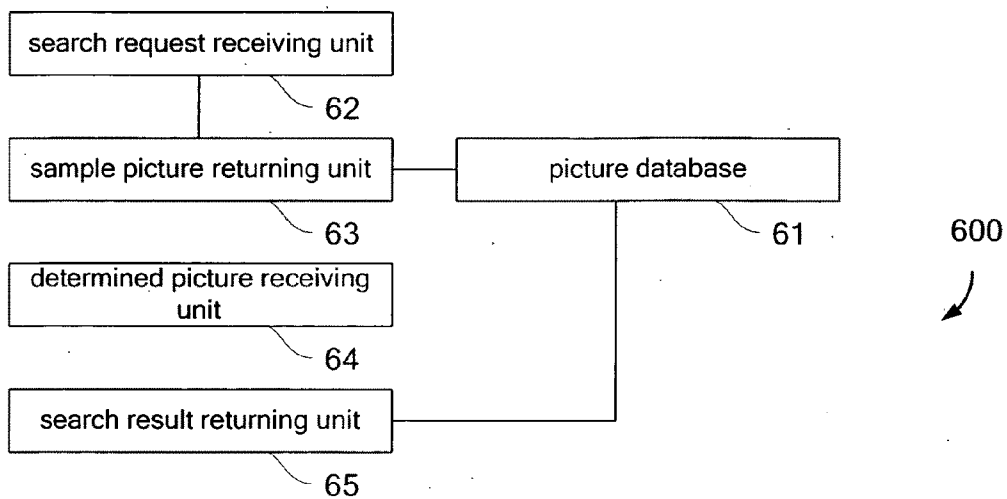 search request receiving unit
62
sample picture returning unit
picture database
63
61
600
determined picture receiving
unit
64
search result returning unit
65